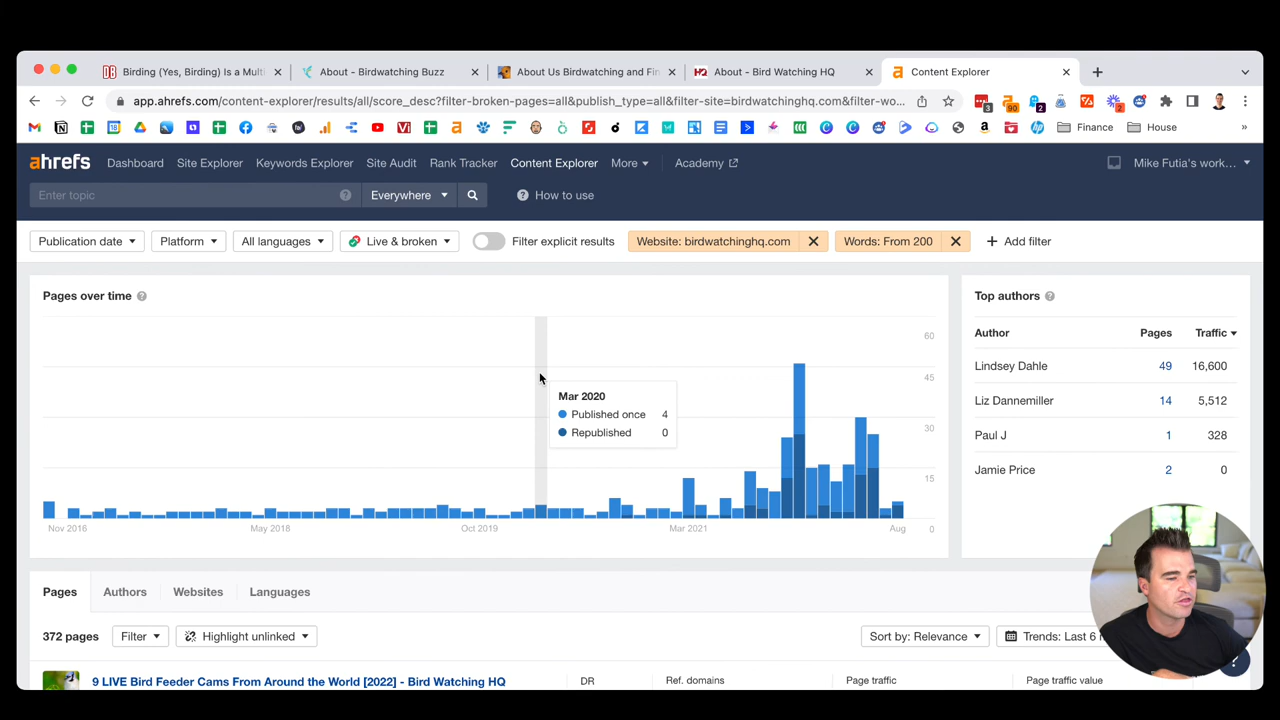 Birding (Yes, Birding) Is a Mult
About - Birdwatching Buzz
About Us Birdwatching and Fin
HQ About - Bird Watching HQ
Content Explorer
app.ahrefs.com/content-explorer/results/all/score_desc?filter-broken-pages=all&publish_type=all&filter-site=birdwatchinghq.com&filter-wo...
Finance
House
ahrefs
Dashboard
Site Explorer
Keywords Explorer
Site Audit
Rank Tracker
Content Explorer
More
Academy
Mike Futia's work...
Enter topic
Everywhere
How to use
Publication date
Platform
All languages
Live & broken
Filter explicit results
Website: birdwatchinghq.com
Words: From 200
Add filter
Pages over time
60
45
30
15
0
Mar 2020
Published once 4
Republished 0
Nov 2016
May 2018
Oct 2019
Mar 2021
Aug
Top authors
Author Pages Traffic
Lindsey Dahle 49 16,600
Liz Dannemiller 14 5,512
Paul J 1 328
Jamie Price 2 0
Pages
Authors
Websites
Languages
372 pages
Filter
Highlight unlinked
Sort by: Relevance
Trends: Last 6
9 LIVE Bird Feeder Cams From Around the World [2022] - Bird Watching HQ
DR
Ref. domains
Page traffic
Page traffic value